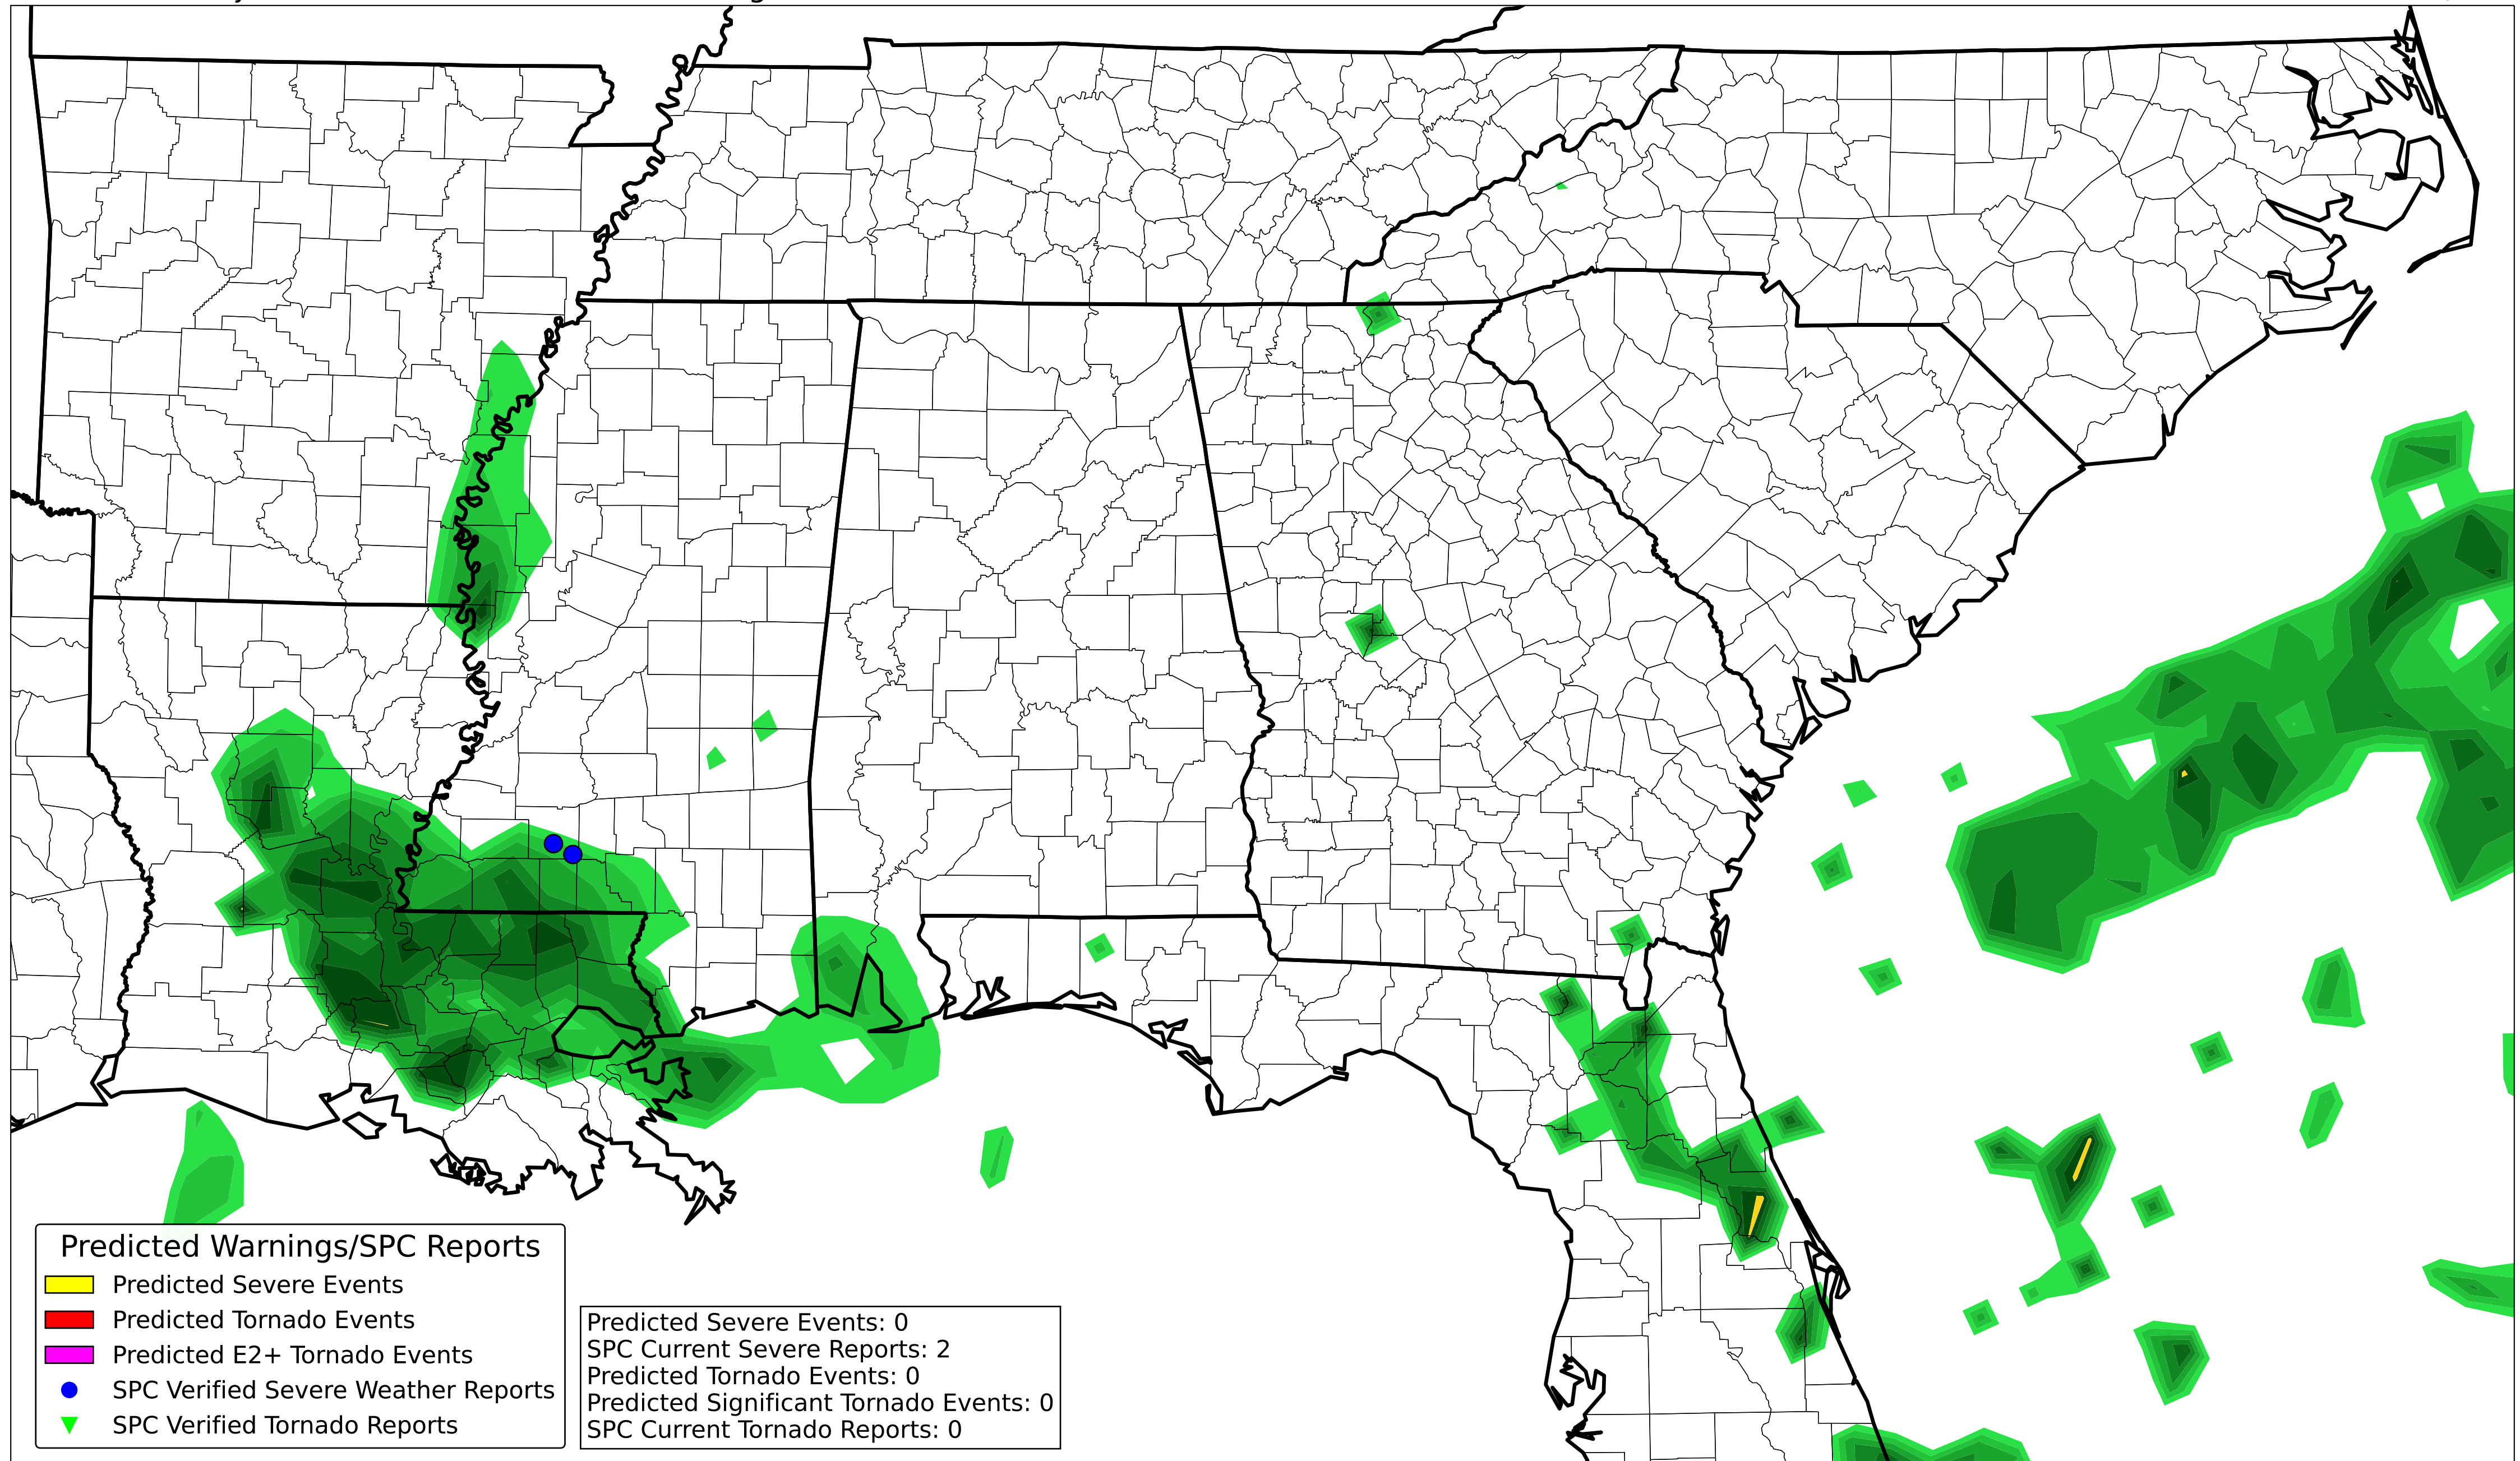 Predicted Warnings/SPC Reports
Predicted Severe Events
Predicted Tornado Events
Predicted E2+ Tornado Events
SPC Verified Severe Weather Reports
SPC Verified Tornado Reports
Predicted Severe Events: 0
SPC Current Severe Reports: 2
Predicted Tornado Events: 0
Predicted Significant Tornado Events: 0
SPC Current Tornado Reports: 0